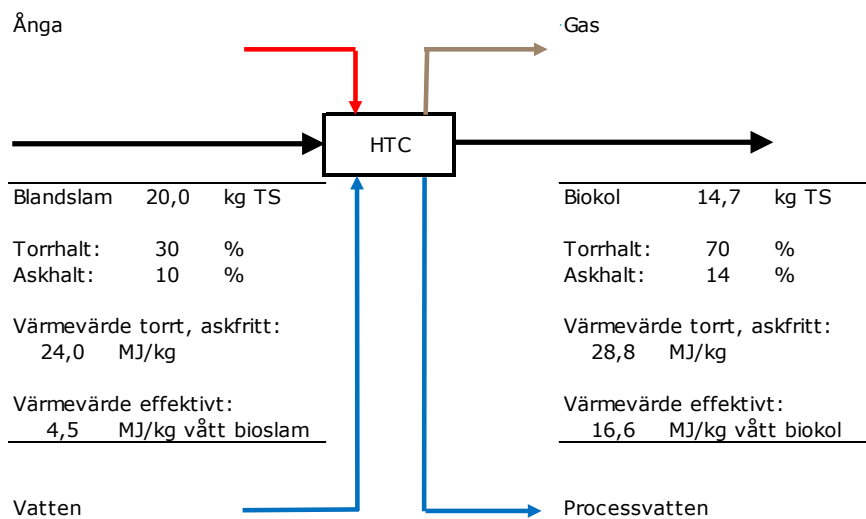 Ånga
Gas
HTC
Blandslam 20,0 kg TS
Torrhalt: 30 %
Askhalt: 10 %
Värmevärde torrt, askfritt:
24,0 MJ/kg
Värmevärde effektivt:
4,5 MJ/kg vått bioslam
Biokol 14,7 kg TS
Torrhalt: 70 %
Askhalt: 14 %
Värmevärde torrt, askfritt:
28,8 MJ/kg
Värmevärde effektivt:
16,6 MJ/kg vått biokol
Vatten
Processvatten